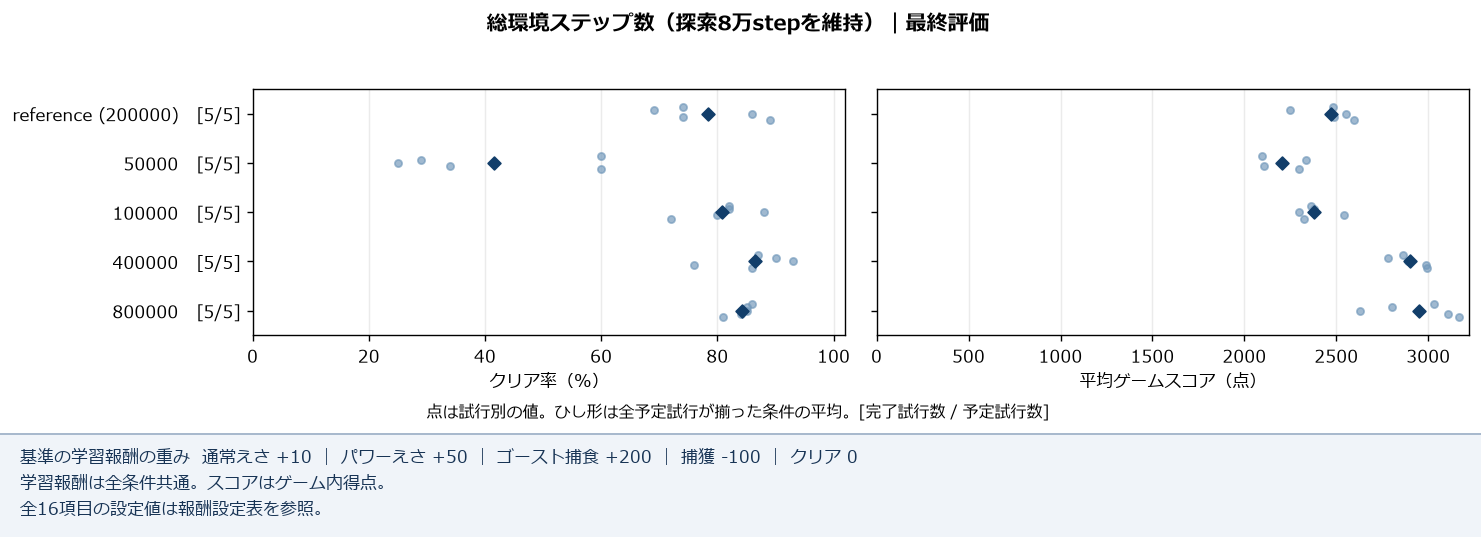 総環境ステップ数（探索8万stepを維持）｜最終評価
reference (200000) [5/5]
50000 [5/5]
100000 [5/5]
400000 [5/5]
800000 [5/5]
0 20 40 60 80 100
クリア率（%）
0 500 1000 1500 2000 2500 3000
平均ゲームスコア（点）
点は試行別の値。ひし形は全予定試行が揃った条件の平均。[完了試行数 / 予定試行数]
基準の学習報酬の重み 通常えさ +10 ｜ パワーえさ +50 ｜ ゴースト捕食 +200 ｜ 捕獲 -100 ｜ クリア 0
学習報酬は全条件共通。スコアはゲーム内得点。
全16項目の設定値は報酬設定表を参照。